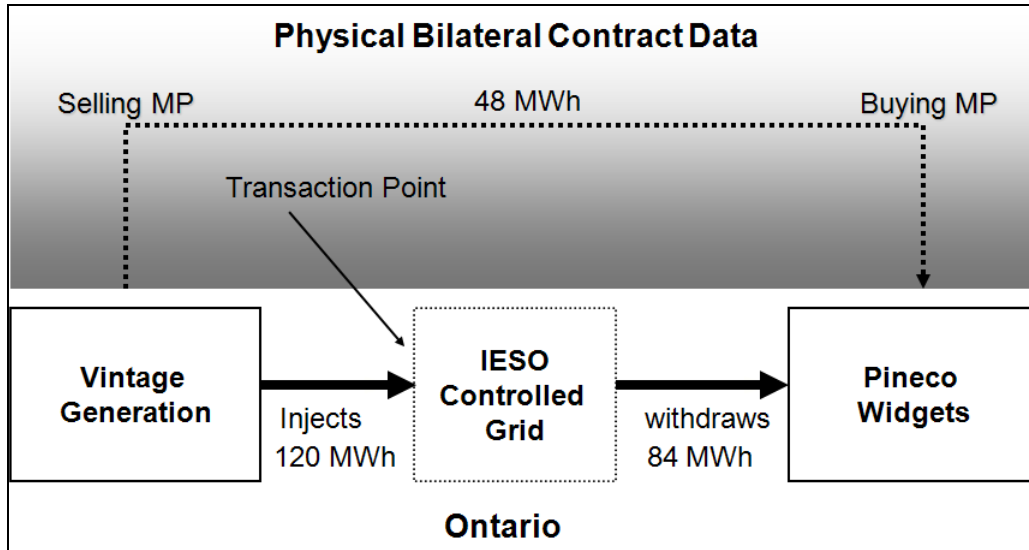 Physical Bilateral Contract Data
Selling MP
48 MWh
Buying MP
Transaction Point
Vintage
Generation
Injects
120 MWh
IESO
Controlled
Grid
withdraws
84 MWh
Pineco
Widgets
Ontario